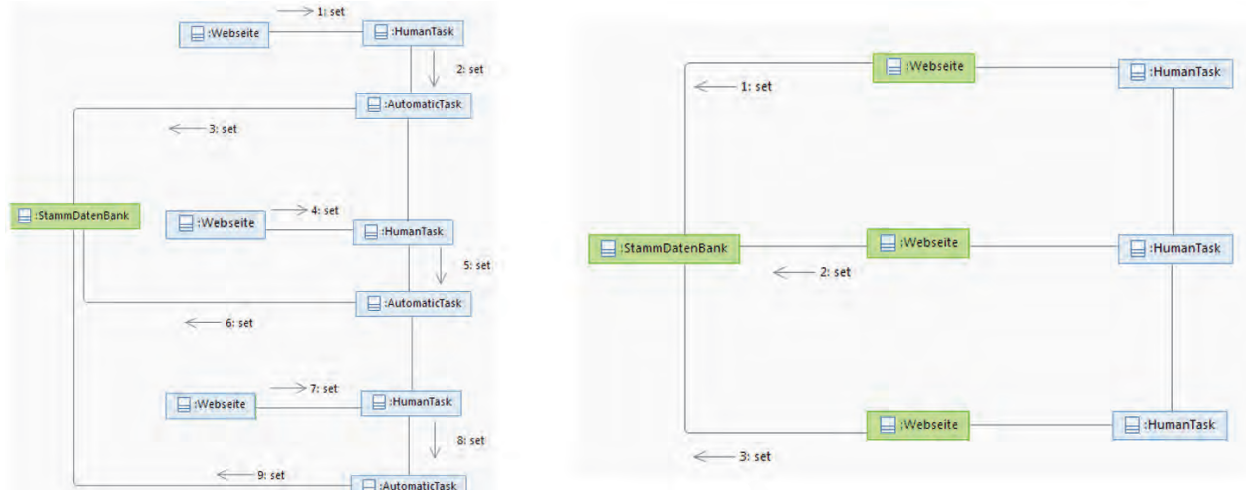 1: set
:Webseite
:HumanTask
2: set
:AutomaticTask
3: set
:StammDatenBank
:Webseite
4: set
:HumanTask
5: set
:AutomaticTask
6: set
7: set
:Webseite
:HumanTask
8: set
9: set
:AutomaticTask
:Webseite
:HumanTask
1: set
:StammDatenBank
:Webseite
:HumanTask
2: set
:Webseite
:HumanTask
3: set